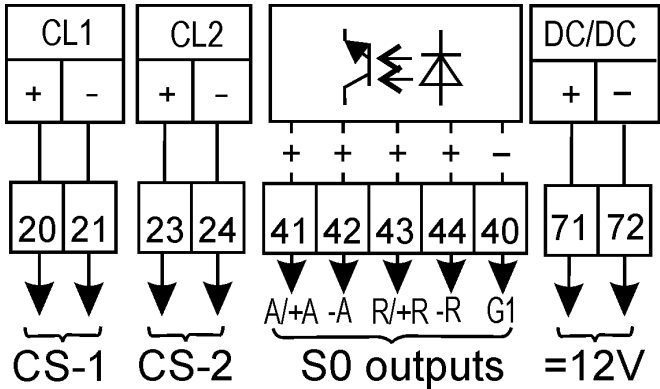 CL1 CL2 DC/DC
+ - + - + -
+ + + + -
20 21 23 24 41 42 43 44 40 71 72
A/+A -A R/+R -R G1
CS-1 CS-2 S0 outputs =12V